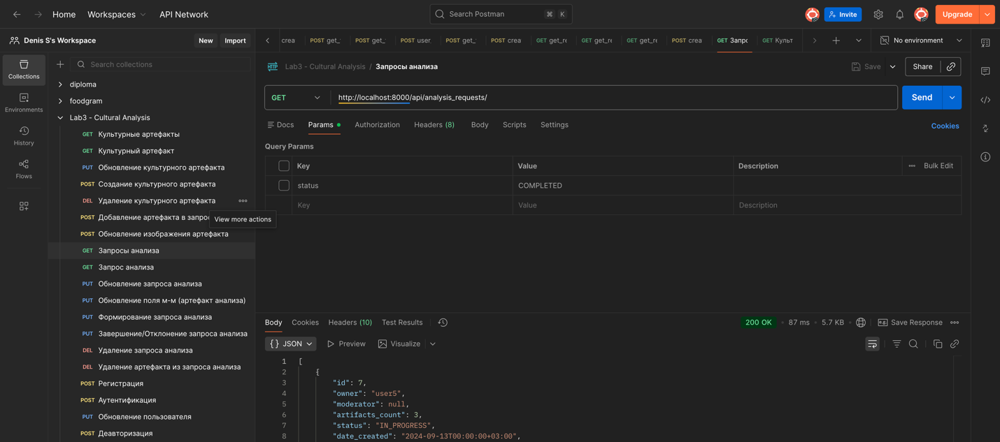 Home Workspaces API Network Search Postman ⌘ K Invite Upgrade
Denis S's Workspace New Import
crea POST get_ POST get_ POST user POST get_ POST crea GET get_re GET get_re GET get_re POST crea GET Запро GET Культ No environment
Collections
Environments
History
Flows
Search collections
diploma
foodgram
Lab3 - Cultural Analysis
GET Культурные артефакты
GET Культурный артефакт
PUT Обновление культурного артефакта
POST Создание культурного артефакта
DEL Удаление культурного артефакта
POST Добавление артефакта в запро
View more actions
POST Обновление изображения артефакта
GET Запросы анализа
GET Запрос анализа
PUT Обновление запроса анализа
PUT Обновление поля м-м (артефакт анализа)
PUT Формирование запроса анализа
PUT Завершение/Отклонение запроса анализа
DEL Удаление запроса анализа
DEL Удаление артефакта из запроса анализа
POST Регистрация
POST Аутентификация
PUT Обновление пользователя
POST Деавторизация
HTTP Lab3 - Cultural Analysis / Запросы анализа Save Share
GET http://localhost:8000/api/analysis_requests/ Send
Docs Params Authorization Headers (8) Body Scripts Settings Cookies
Query Params
Key Value Description Bulk Edit
status COMPLETED
Key Value Description
Body Cookies Headers (10) Test Results 200 OK 87 ms 5.7 KB Save Response
{} JSON Preview Visualize
1 [
2 {
3 "id": 7,
4 "owner": "user5",
5 "moderator": null,
6 "artifacts_count": 3,
7 "status": "IN_PROGRESS",
8 "date_created": "2024-09-13T00:00:00+03:00",